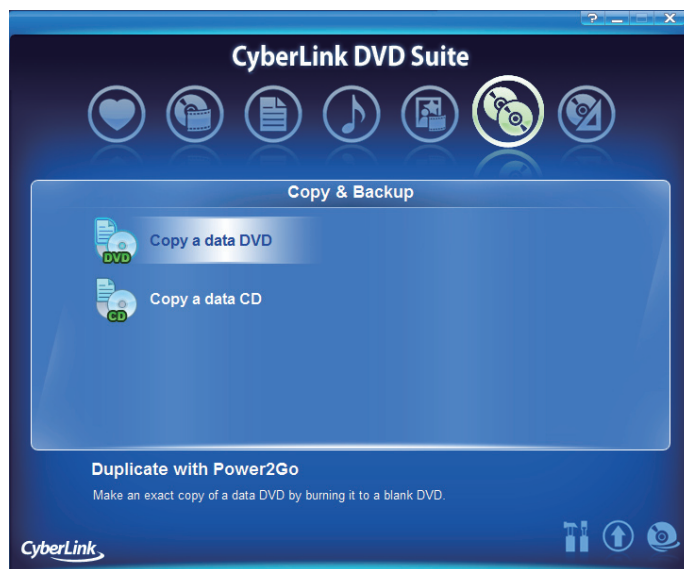 CyberLink DVD Suite
Copy & Backup
Copy a data DVD
DVD
Copy a data CD
CD
Duplicate with Power2Go
Make an exact copy of a data DVD by burning it to a blank DVD.
CyberLink